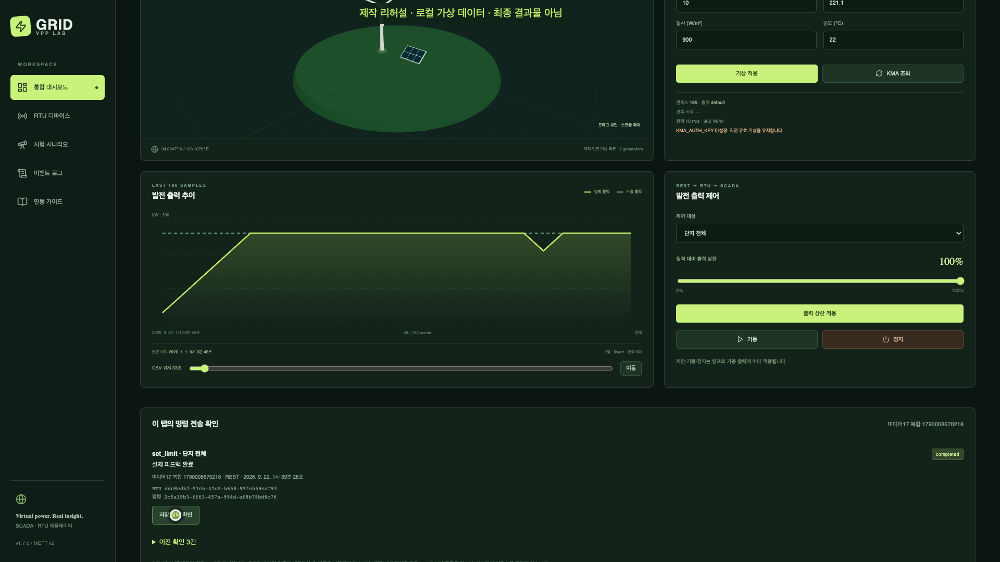 GRID
VPP LAB
WORKSPACE
통합 대시보드
RTU 디바이스
시험 시나리오
이벤트 로그
연동 가이드
Virtual power. Real insight.
SCADA · RTU 에뮬레이터
v1.7.0 / MQTT v2
제작 리허설 · 로컬 가상 데이터 · 최종 결과물 아님
드래그 회전 · 스크롤 확대
34.8347° N / 126.1079° E
지역 인근 가상 좌표 · 2 generators
10
221.1
일사 (W/m²)
온도 (°C)
900
22
기상 적용
KMA 조회
관측소 165 · 출처 default
관측 시각 —
현재 10 m/s · 900 W/m²
KMA_AUTH_KEY 미설정: 직전 유효 기상을 유지합니다
LAST 180 SAMPLES
발전 출력 추이
실제 출력
가용 출력
kW · 500
2026. 9. 22. 1시 38분 43초
49 / 180 points
현재
원본 시각 2026. 1. 1. 9시 0분 48초
2행 · linear · 반복 0회
CSV 위치 33초
이동
REST → RTU → SCADA
발전 출력 제어
제어 대상
단지 전체
정격 대비 출력 상한
100%
0%
100%
출력 상한 적용
기동
정지
제한·기동·정지는 램프와 가용 출력에 따라 적용됩니다.
이 탭의 명령 전송 확인
미디어17 복합 1790008670218
set_limit · 단지 전체
completed
실제 피드백 완료
미디어17 복합 1790008670218 · REST · 2026. 9. 22. 1시 39분 28초
RTU ddc8edb7-57cb-47e2-b658-95feb59eaf93
명령 2c5a19b3-ff63-457a-994d-af8b79bd6c76
저장 상태 확인
이전 확인 3건